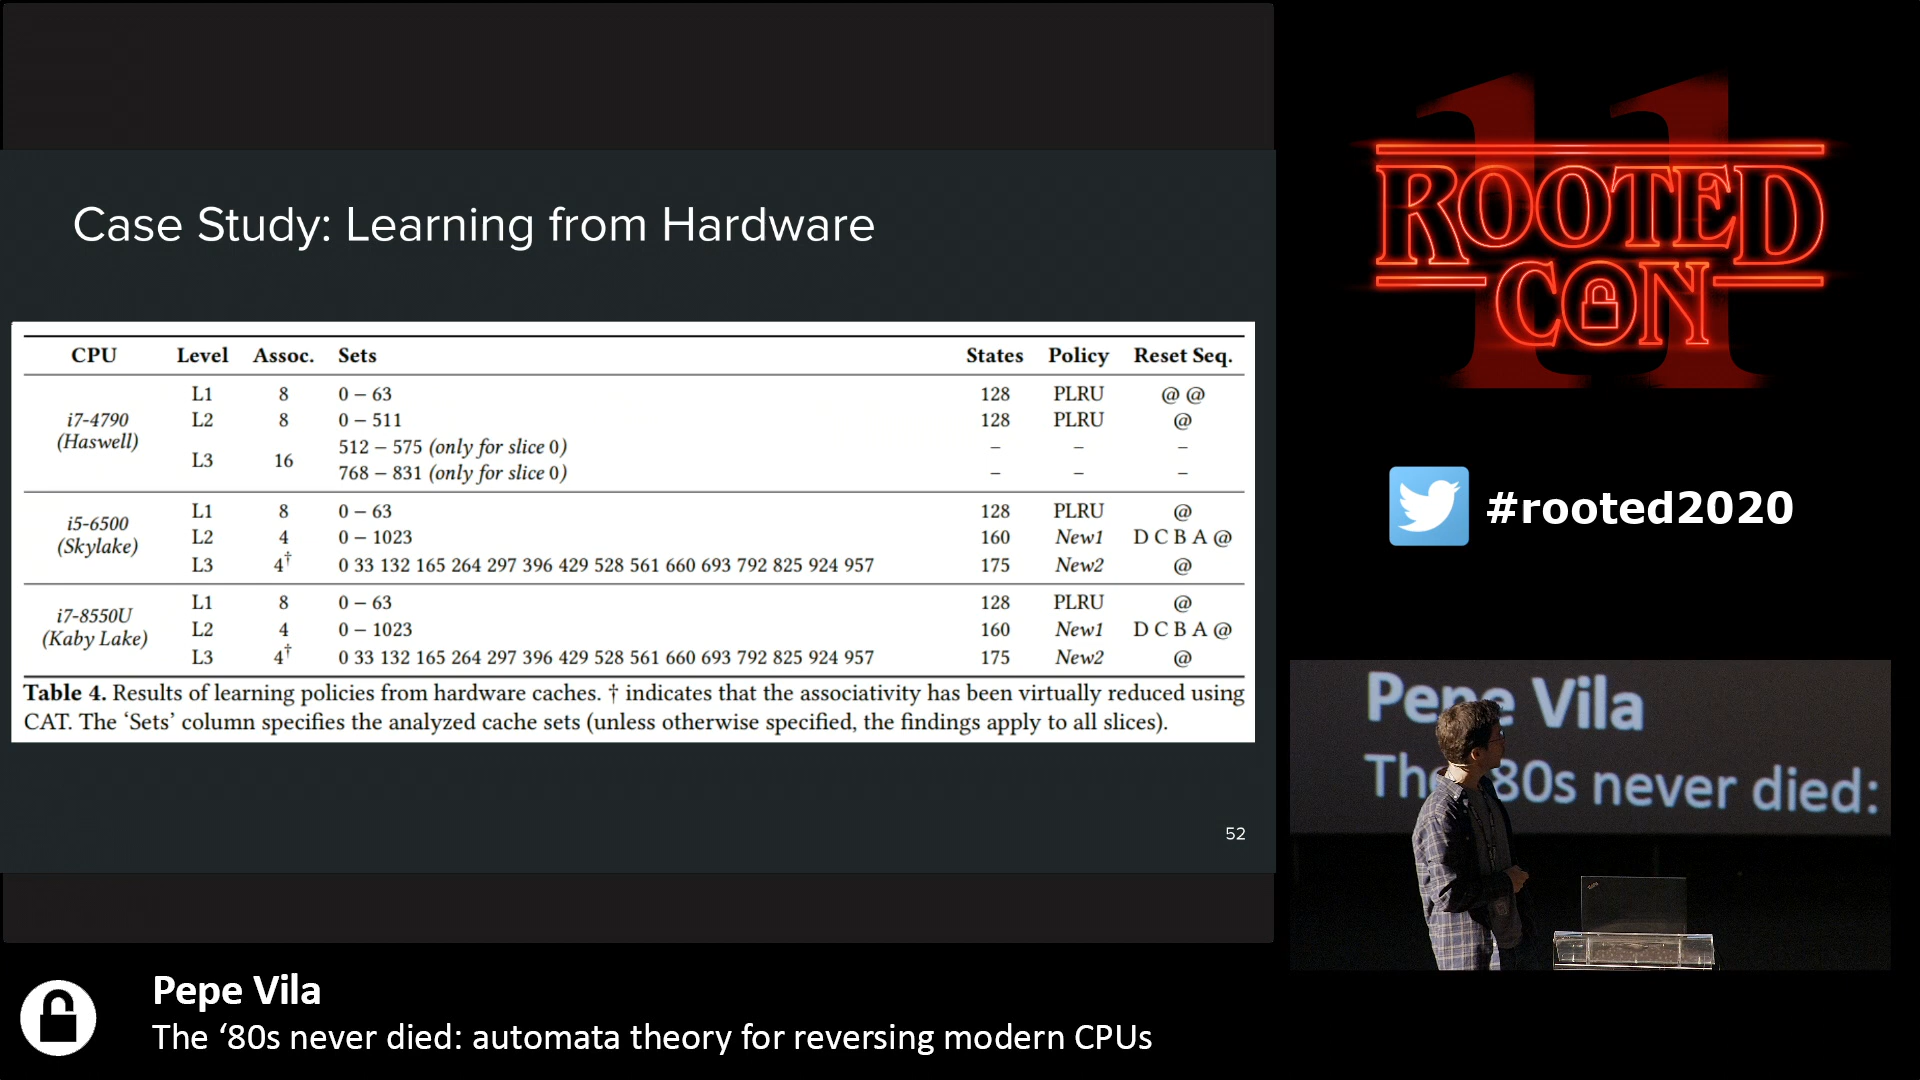 Case Study: Learning from Hardware
CPU Level Assoc. Sets States Policy Reset Seq.
i7-4790 (Haswell)
L1 8 0 – 63 128 PLRU @ @
L2 8 0 – 511 128 PLRU @
L3 16 512 – 575 (only for slice 0) – – –
768 – 831 (only for slice 0) – – –
i5-6500 (Skylake)
L1 8 0 – 63 128 PLRU @
L2 4 0 – 1023 160 New1 D C B A @
L3 4† 0 33 132 165 264 297 396 429 528 561 660 693 792 825 924 957 175 New2 @
i7-8550U (Kaby Lake)
L1 8 0 – 63 128 PLRU @
L2 4 0 – 1023 160 New1 D C B A @
L3 4† 0 33 132 165 264 297 396 429 528 561 660 693 792 825 924 957 175 New2 @
Table 4. Results of learning policies from hardware caches. † indicates that the associativity has been virtually reduced using
CAT. The ‘Sets’ column specifies the analyzed cache sets (unless otherwise specified, the findings apply to all slices).
52
11
ROOTED
CON
#rooted2020
Pepe Vila
The '80s never died:
Pepe Vila
The ‘80s never died: automata theory for reversing modern CPUs